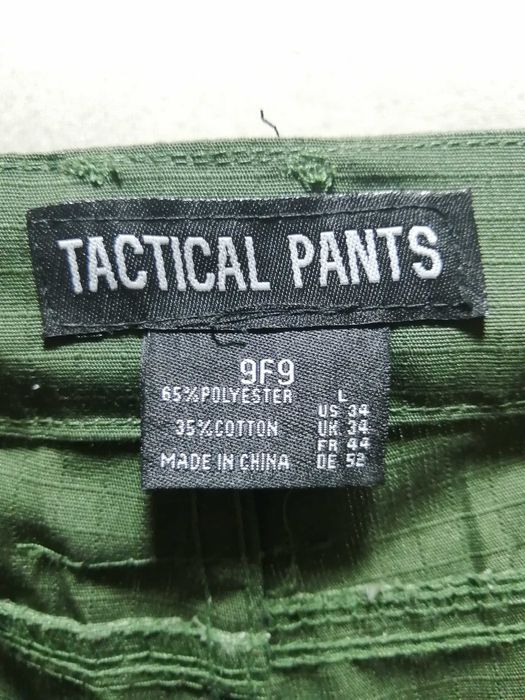 TACTICAL PANTS
9F9
65%POLYESTER L
US 34
35%COTTON UK 34
FR 44
MADE IN CHINA DE 52